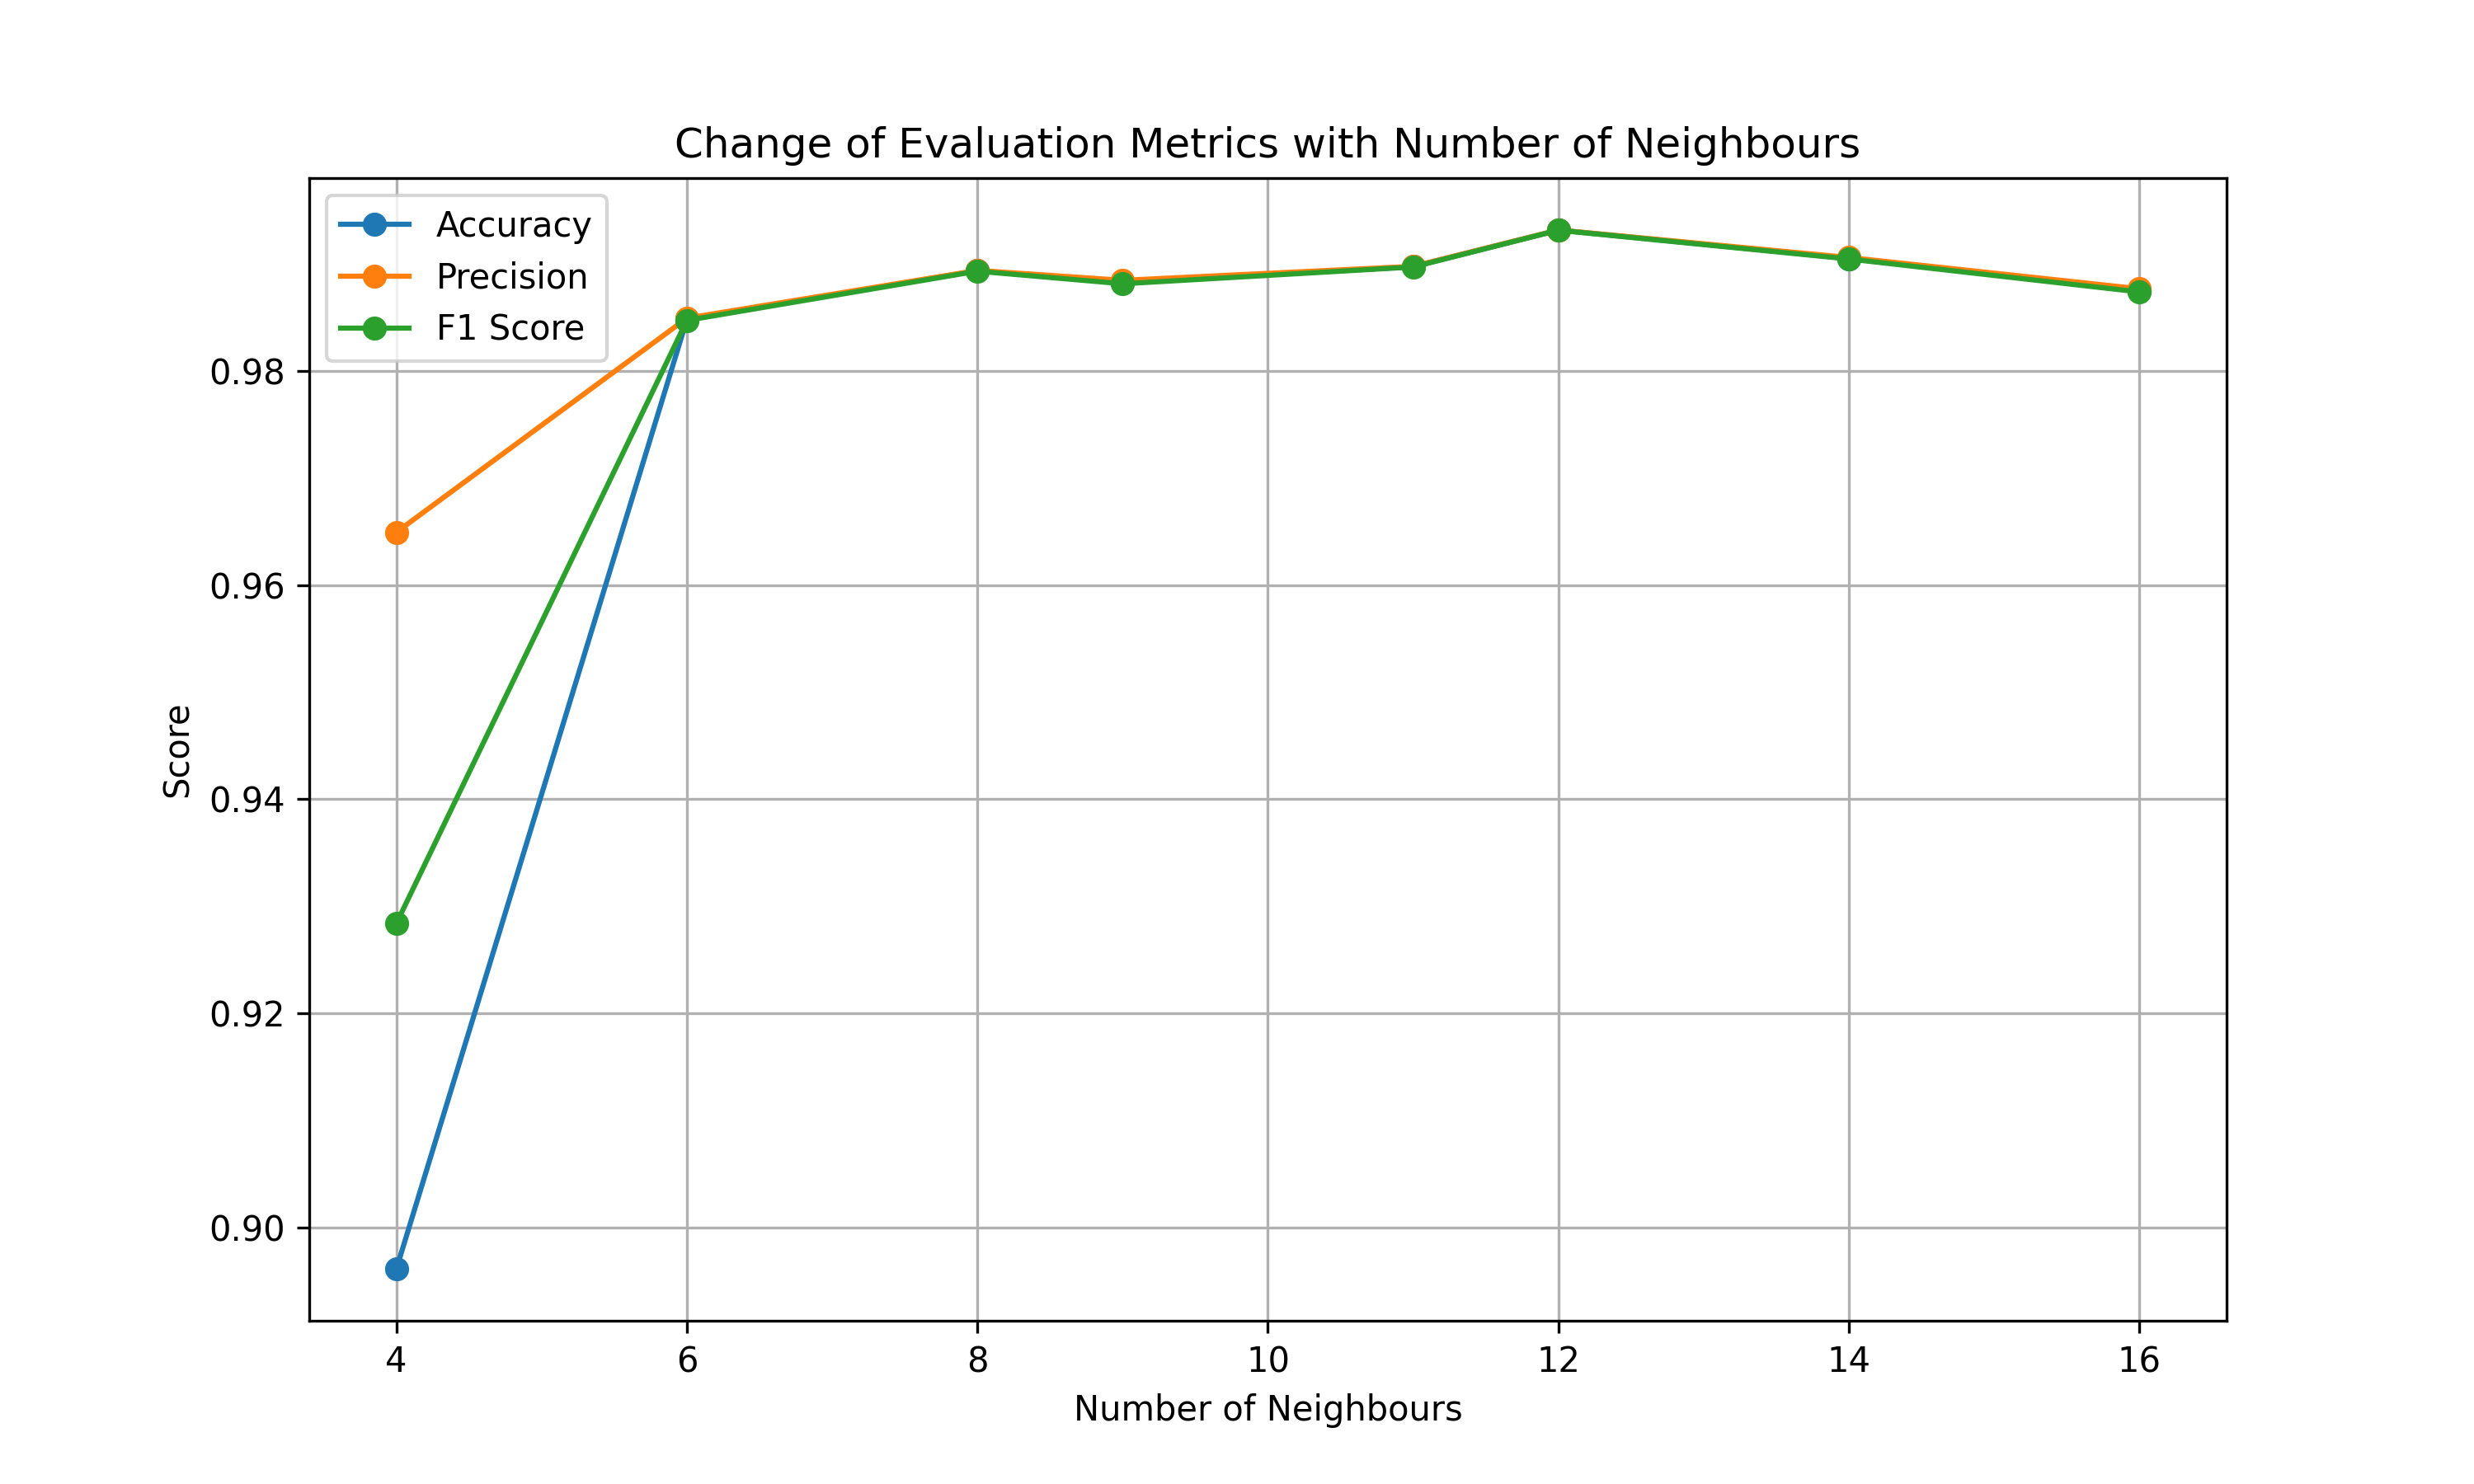 Change of Evaluation Metrics with Number of Neighbours
Accuracy
Precision
F1 Score
0.98
0.96
0.94
0.92
0.90
Score
4 6 8 10 12 14 16
Number of Neighbours